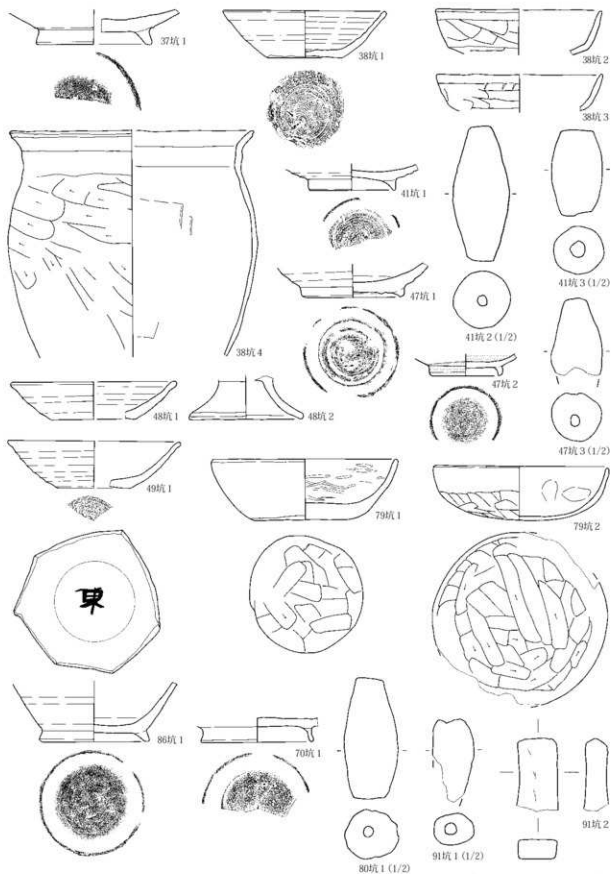 37坑 1
38坑 1
38坑 2
38坑 3
41坑 1
41坑 2 (1/2)
41坑 3 (1/2)
38坑 4
47坑 1
47坑 2
47坑 3 (1/2)
48坑 1
48坑 2
49坑 1
79坑 1
79坑 2
東
86坑 1
70坑 1
80坑 1 (1/2)
91坑 1 (1/2)
91坑 2